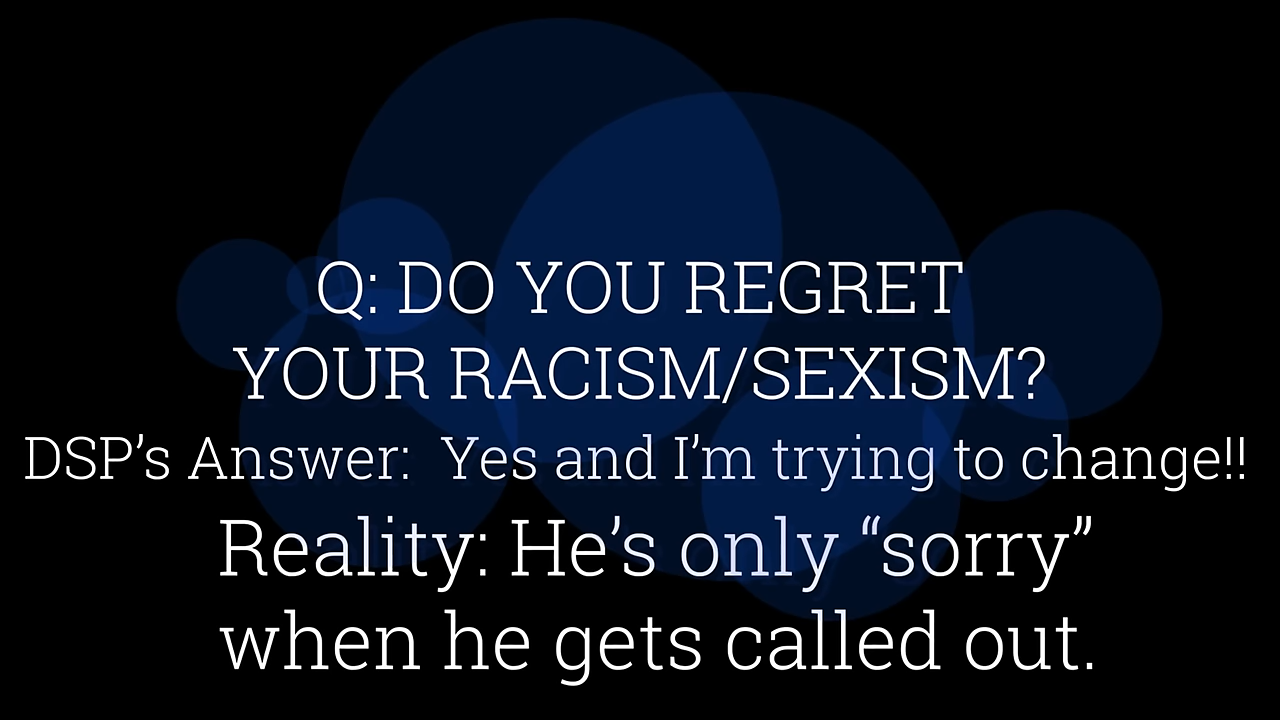 Q: DO YOU REGRET
YOUR RACISM/SEXISM?
DSP’s Answer:  Yes and I’m trying to change!!
Reality: He’s only “sorry”
when he gets called out.